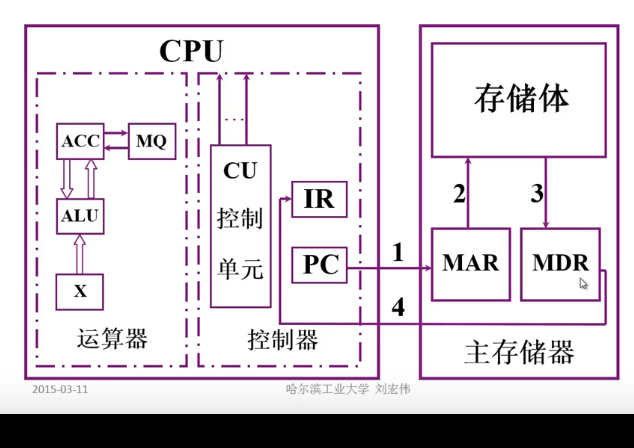 CPU
ACC
MQ
ALU
X
运算器
CU
控制
单元
...
IR
PC
控制器
1
4
存储体
2
3
MAR
MDR
主存储器
2015-03-11
哈尔滨工业大学 刘宏伟